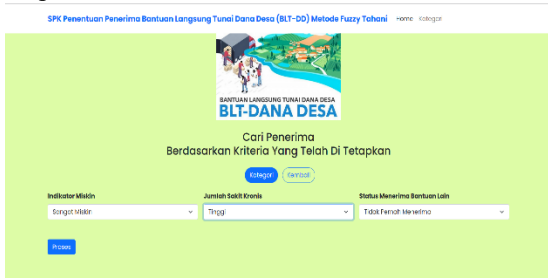 SPK Penentuan Penerima Bantuan Langsung Tunai Dana Desa (BLT-DD) Metode Fuzzy Tahani Home Kategori
BANTUAN LANGSUNG TUNAI DANA DESA
BLT-DANA DESA
Cari Penerima
Berdasarkan Kriteria Yang Telah Di Tetapkan
Kategori Kembali
Indikator Miskin Jumlah Sakit Kronis Status Menerima Bantuan Lain
Sangat Miskin Tinggi Tidak Pernah Menerima
Proses